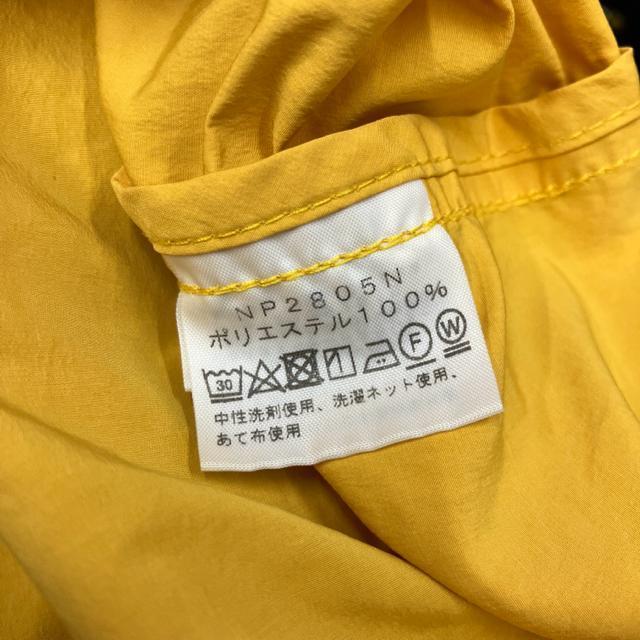 NP2805N
ポリエステル100%
30 F W
中性洗剤使用、洗濯ネット使用、
あて布使用